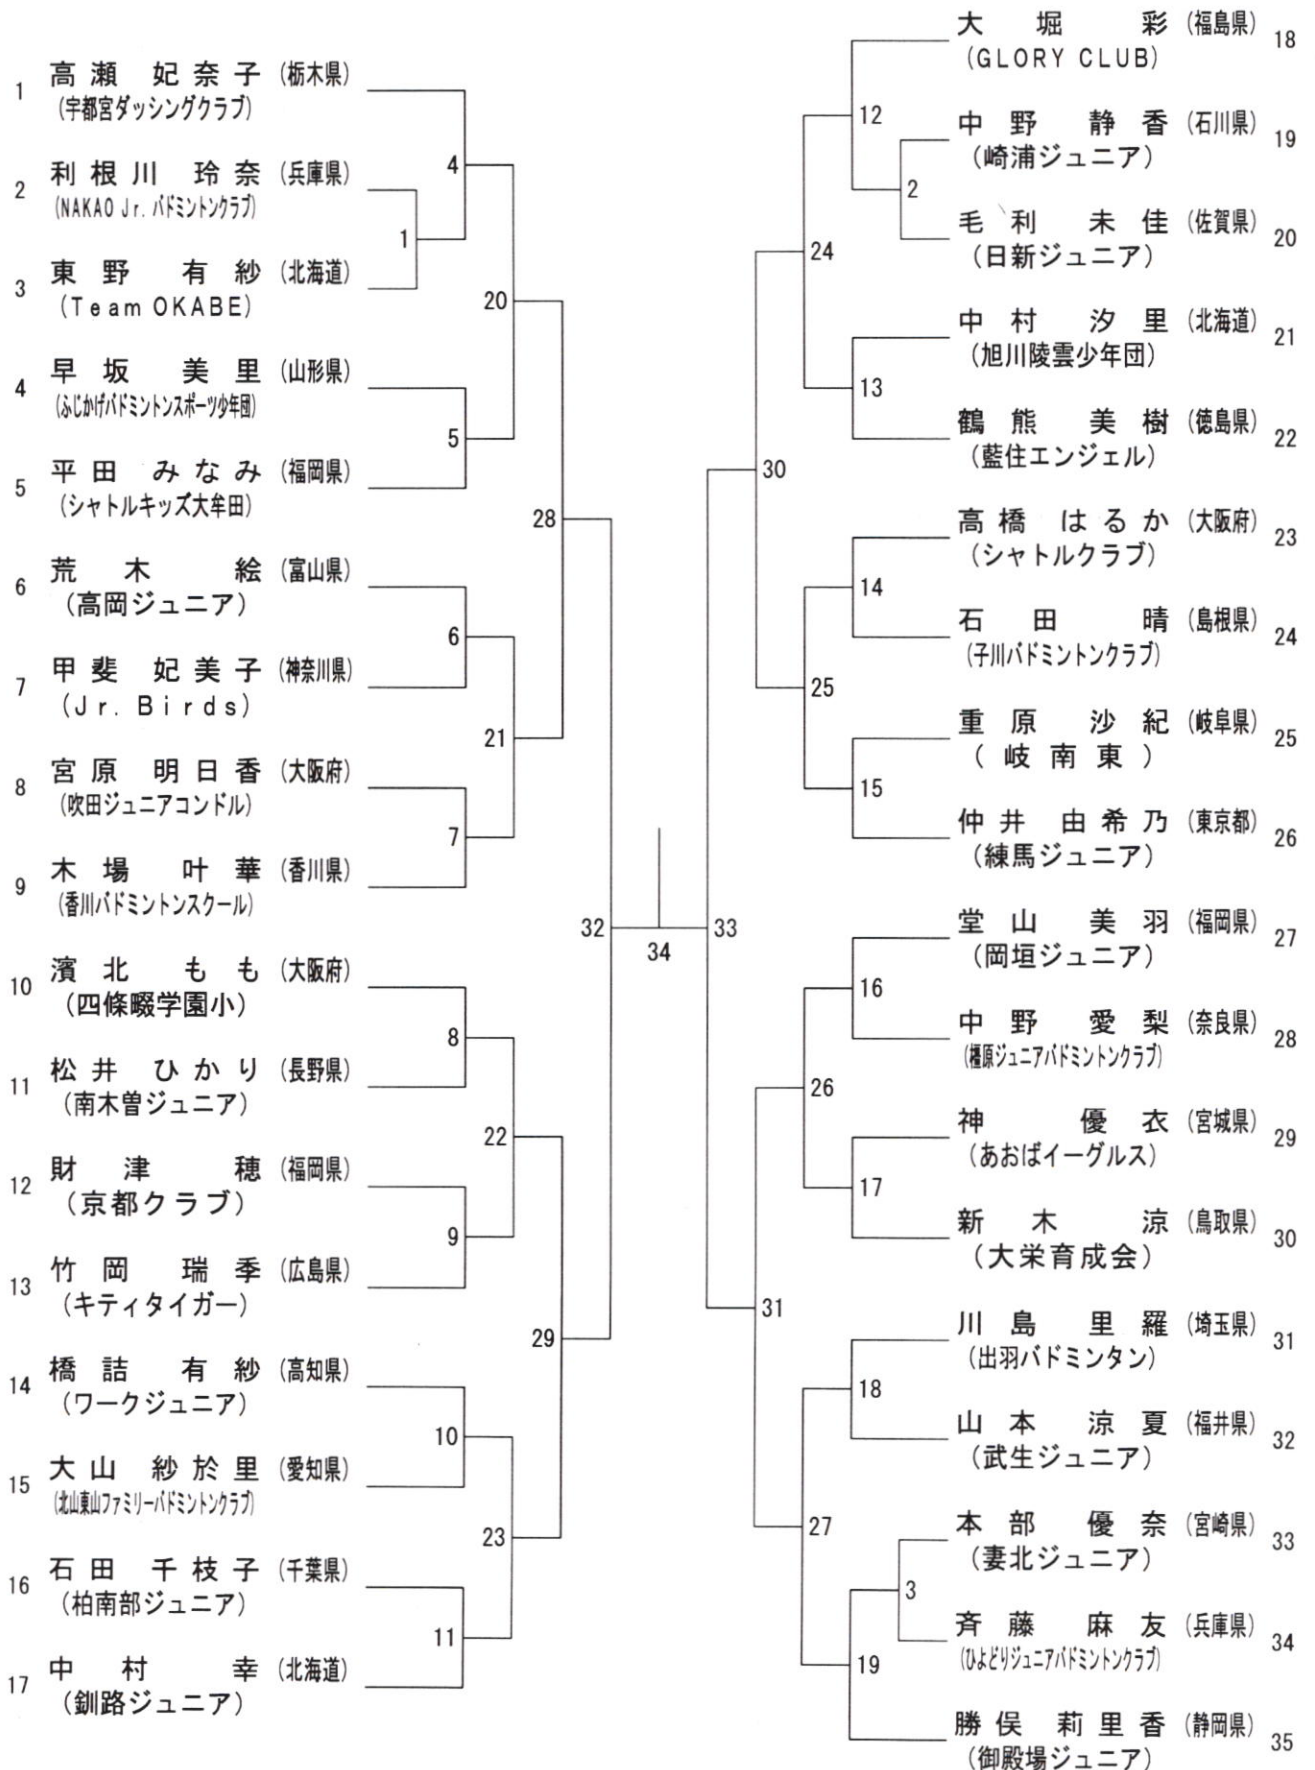 1 高瀬 妃奈子 (栃木県)
(宇都宮ダッシングクラブ)
2 利根川 玲奈 (兵庫県)
(NAKAO Jr. バドミントンクラブ)
1
3 東野 有紗 (北海道)
(Team OKABE)
4
20
4 早坂 美里 (山形県)
(ふじかげバドミントンスポーツ少年団)
5
5 平田 みなみ (福岡県)
(シャトルキッズ大牟田)
28
6 荒木 絵 (富山県)
(高岡ジュニア)
6
7 甲斐 妃美子 (神奈川県)
(Jr. Birds)
21
8 宮原 明日香 (大阪府)
(吹田ジュニアコンドル)
7
9 木場 叶華 (香川県)
(香川バドミントンスクール)
32
10 濱北 もも (大阪府)
(四條畷学園小)
8
11 松井 ひかり (長野県)
(南木曽ジュニア)
22
12 財津 穂 (福岡県)
(京都クラブ)
9
13 竹岡 瑞季 (広島県)
(キティタイガー)
29
14 橋詰 有紗 (高知県)
(ワークジュニア)
10
15 大山 紗於里 (愛知県)
(北山東山ファミリーバドミントンクラブ)
23
16 石田 千枝子 (千葉県)
(柏南部ジュニア)
11
17 中村 幸 (北海道)
(釧路ジュニア)
34
大堀 彩 (福島県) 18
(GLORY CLUB)
12
中野 静香 (石川県) 19
(崎浦ジュニア)
2
毛利 未佳 (佐賀県) 20
(日新ジュニア)
24
中村 汐里 (北海道) 21
(旭川陵雲少年団)
13
鶴熊 美樹 (徳島県) 22
(藍住エンジェル)
30
高橋 はるか (大阪府) 23
(シャトルクラブ)
14
石田 晴 (島根県) 24
(子川バドミントンクラブ)
25
重原 沙紀 (岐阜県) 25
(岐南東)
15
仲井 由希乃 (東京都) 26
(練馬ジュニア)
33
堂山 美羽 (福岡県) 27
(岡垣ジュニア)
16
中野 愛梨 (奈良県) 28
(橿原ジュニアバドミントンクラブ)
26
神 優衣 (宮城県) 29
(あおばイーグルス)
17
新木 涼 (鳥取県) 30
(大栄育成会)
31
川島 里羅 (埼玉県) 31
(出羽バドミンタン)
18
山本 涼夏 (福井県) 32
(武生ジュニア)
27
本部 優奈 (宮崎県) 33
(妻北ジュニア)
3
斉藤 麻友 (兵庫県) 34
(ひよどりジュニアバドミントンクラブ)
19
勝俣 莉里香 (静岡県) 35
(御殿場ジュニア)